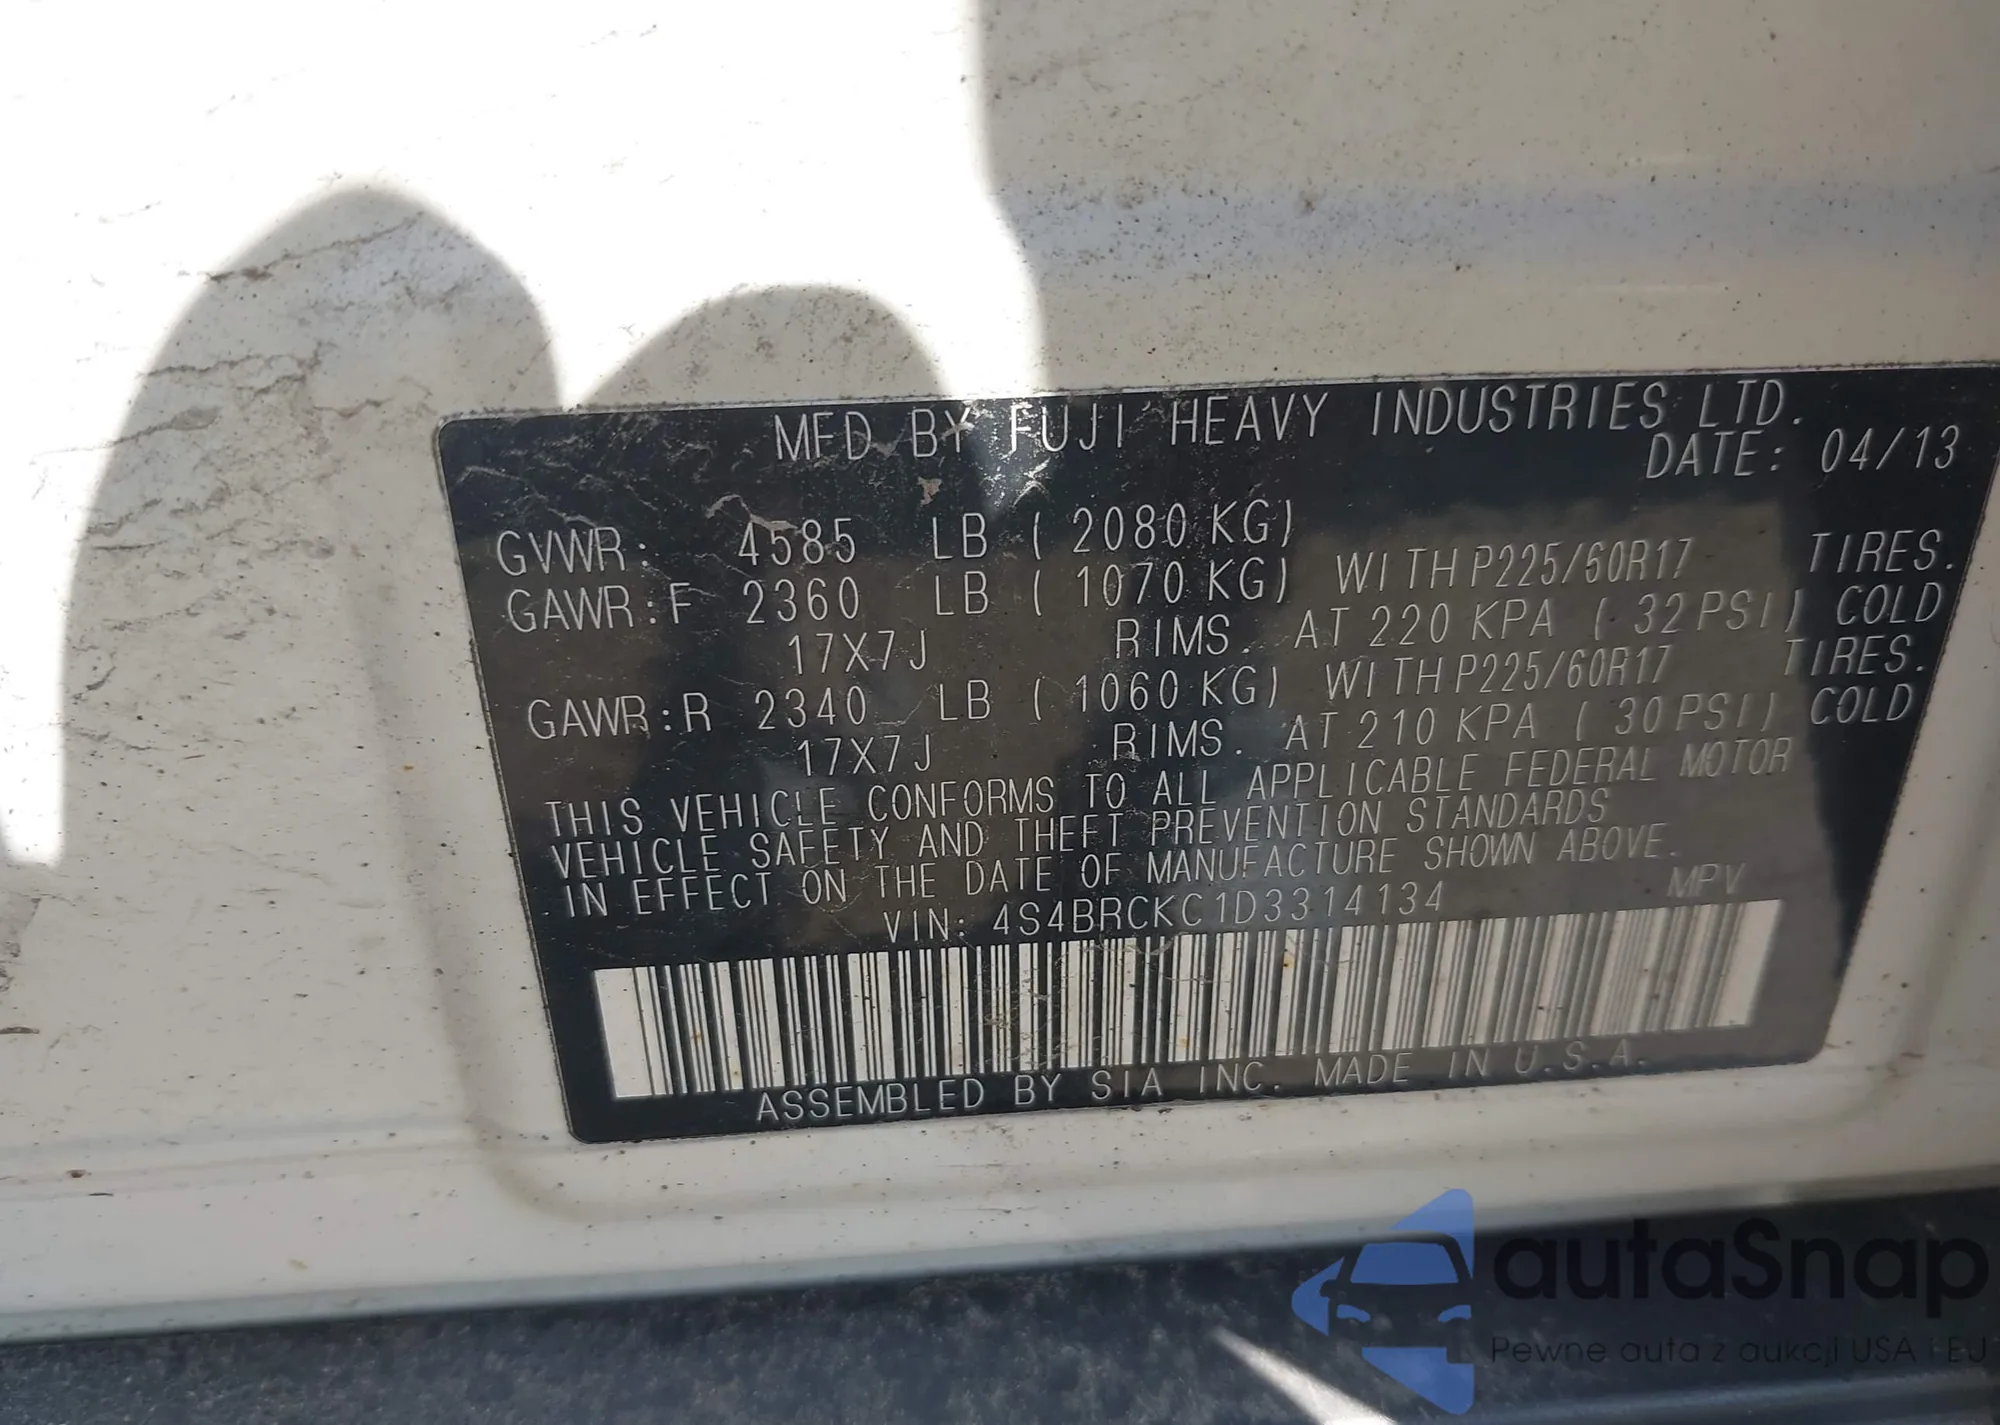 MFD BY FUJI HEAVY INDUSTRIES LTD.
DATE: 04/13
GVWR: 4585 LB ( 2080 KG)
GAWR:F 2360 LB ( 1070 KG) WITH P225/60R17 TIRES.
17X7J RIMS. AT 220 KPA ( 32 PSI) COLD
GAWR:R 2340 LB ( 1060 KG) WITH P225/60R17 TIRES.
17X7J RIMS. AT 210 KPA ( 30 PSI) COLD
THIS VEHICLE CONFORMS TO ALL APPLICABLE FEDERAL MOTOR
VEHICLE SAFETY AND THEFT PREVENTION STANDARDS
IN EFFECT ON THE DATE OF MANUFACTURE SHOWN ABOVE.
VIN: 4S4BRCKC1D3314134 MPV
ASSEMBLED BY SIA INC. MADE IN U.S.A.
autaSnap
Pewne auta z aukcji USA i EU